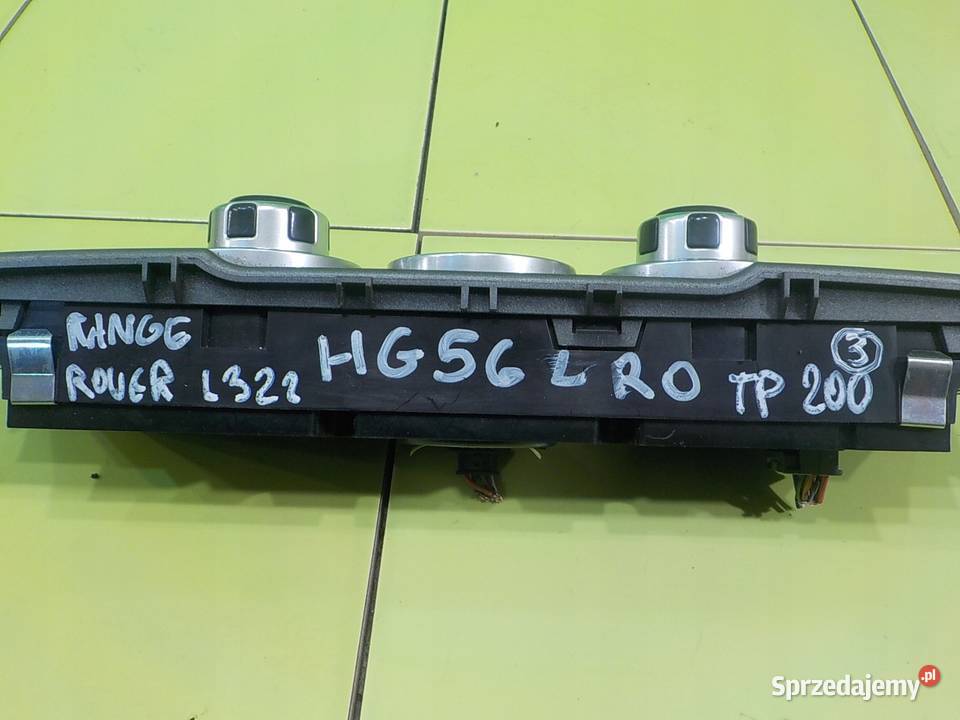 RANGE
ROVER L322
HG56 LRO
TP 200
3
Sprzedajemy.pl